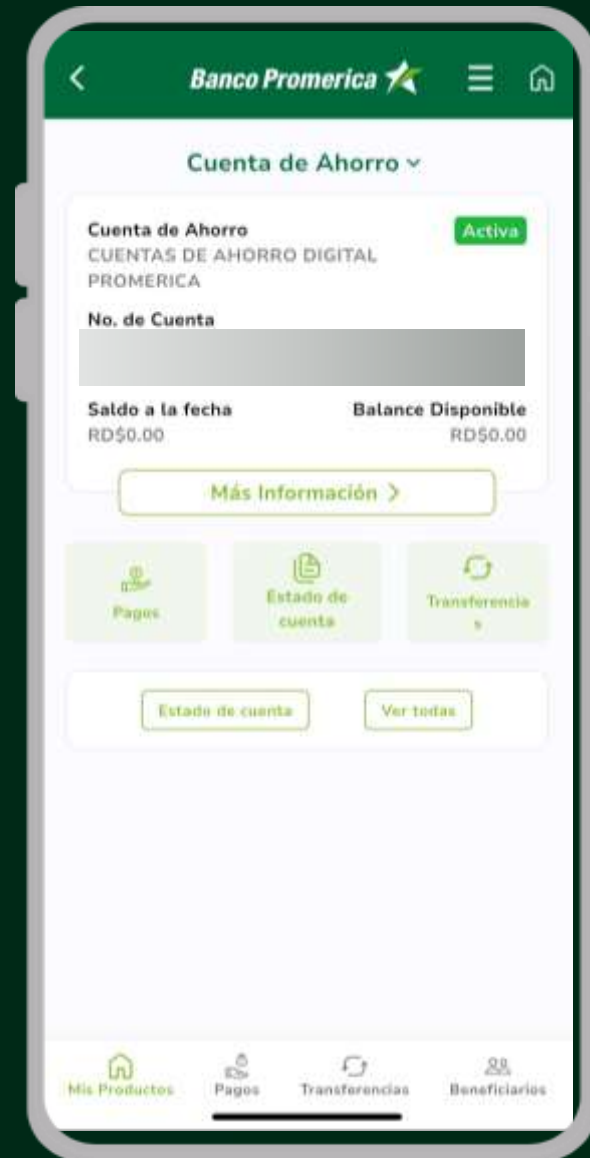 Banco Promerica
Cuenta de Ahorro
Cuenta de Ahorro
Activa
CUENTAS DE AHORRO DIGITAL
PROMERICA
No. de Cuenta
Saldo a la fecha
Balance Disponible
RD$0.00
RD$0.00
Más Información
Pagos
Estado de
cuenta
Transferencia
s
Estado de cuenta
Ver todas
Mis Productos
Pagos
Transferencias
Beneficiarios